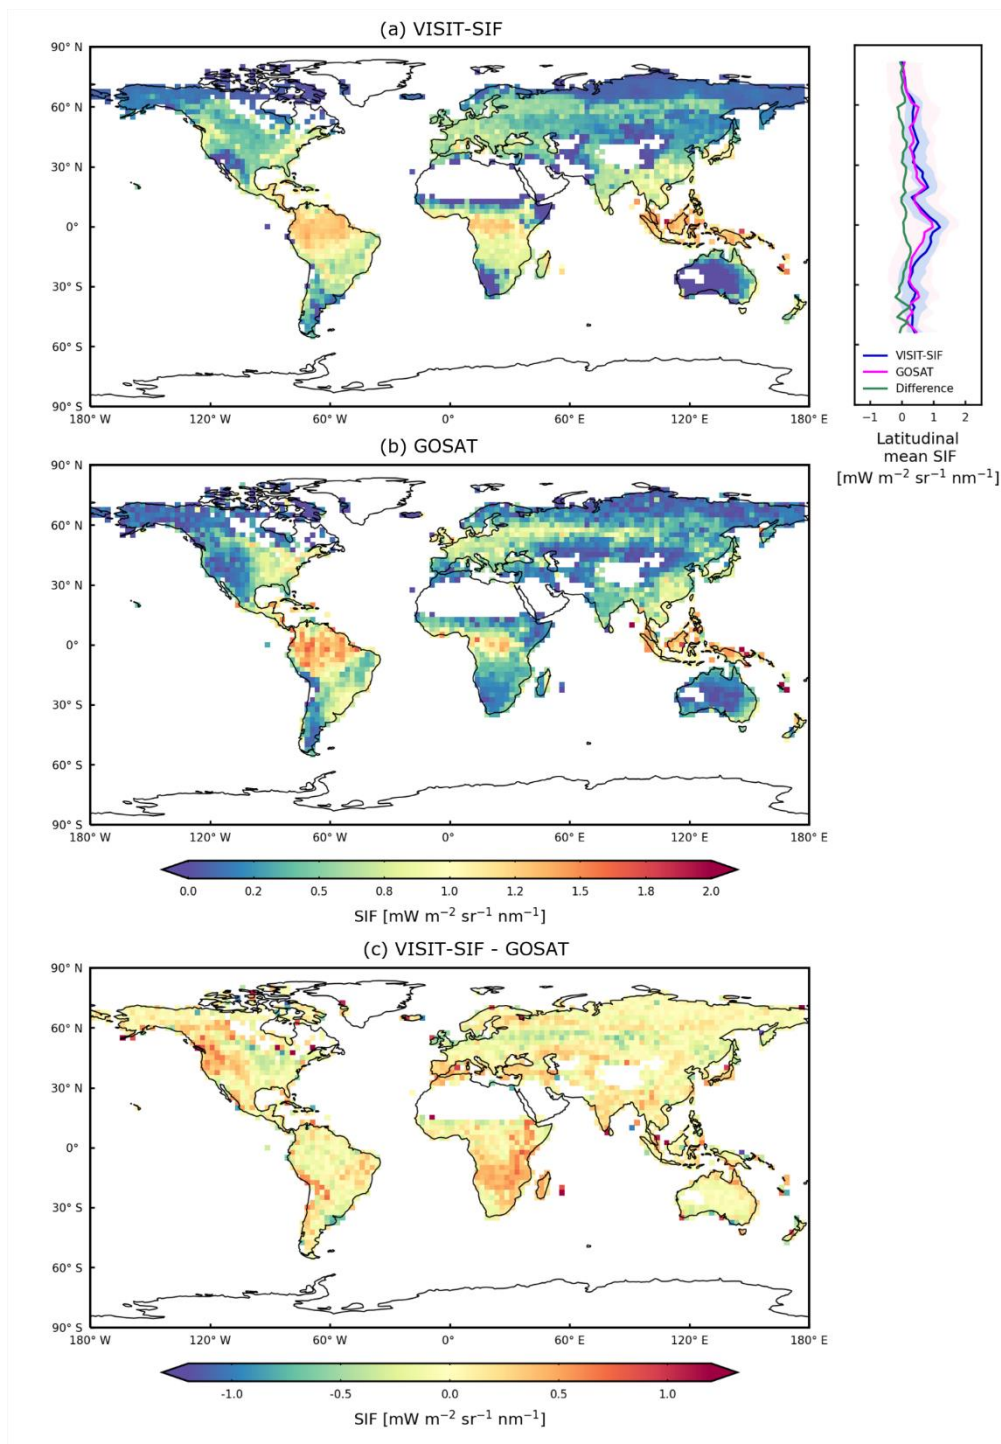 (a) VISIT-SIF
90° N
60° N
30° N
0°
30° S
60° S
90° S
180° W 120° W 60° W 0° 60° E 120° E 180° E
VISIT-SIF
GOSAT
Difference
−1 0 1 2
Latitudinal
mean SIF
[mW m⁻² sr⁻¹ nm⁻¹]
(b) GOSAT
90° N
60° N
30° N
0°
30° S
60° S
90° S
180° W 120° W 60° W 0° 60° E 120° E 180° E
0.0 0.2 0.5 0.8 1.0 1.2 1.5 1.8 2.0
SIF [mW m⁻² sr⁻¹ nm⁻¹]
(c) VISIT-SIF - GOSAT
90° N
60° N
30° N
0°
30° S
60° S
90° S
180° W 120° W 60° W 0° 60° E 120° E 180° E
-1.0 -0.5 0.0 0.5 1.0
SIF [mW m⁻² sr⁻¹ nm⁻¹]